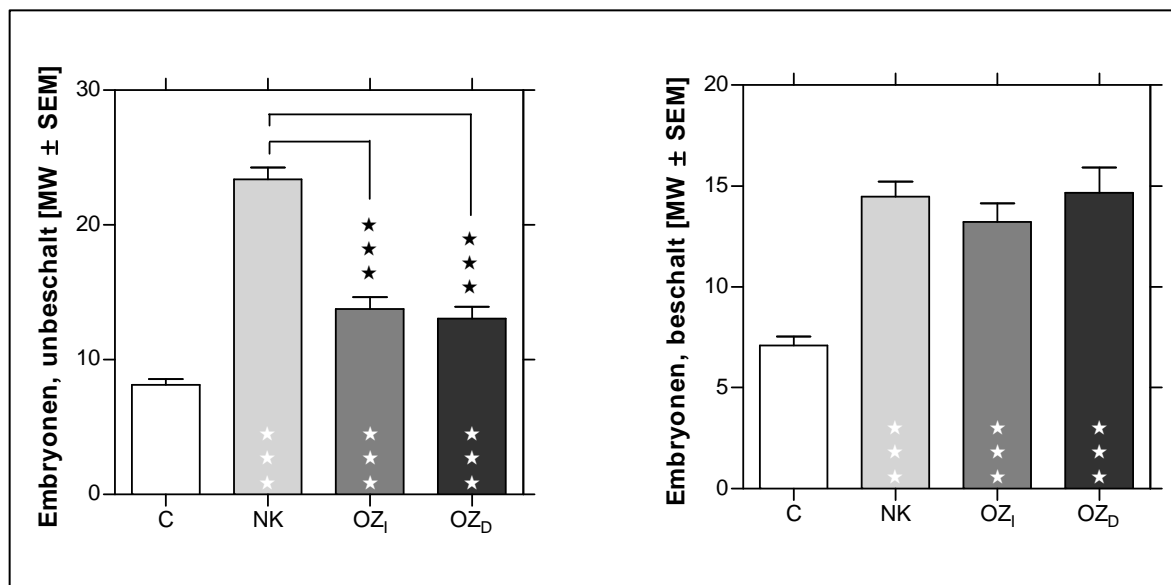 Embryonen, unbeschalt [MW ± SEM]
30
20
10
0
C NK OZI OZD
Embryonen, beschalt [MW ± SEM]
20
15
10
5
0
C NK OZI OZD